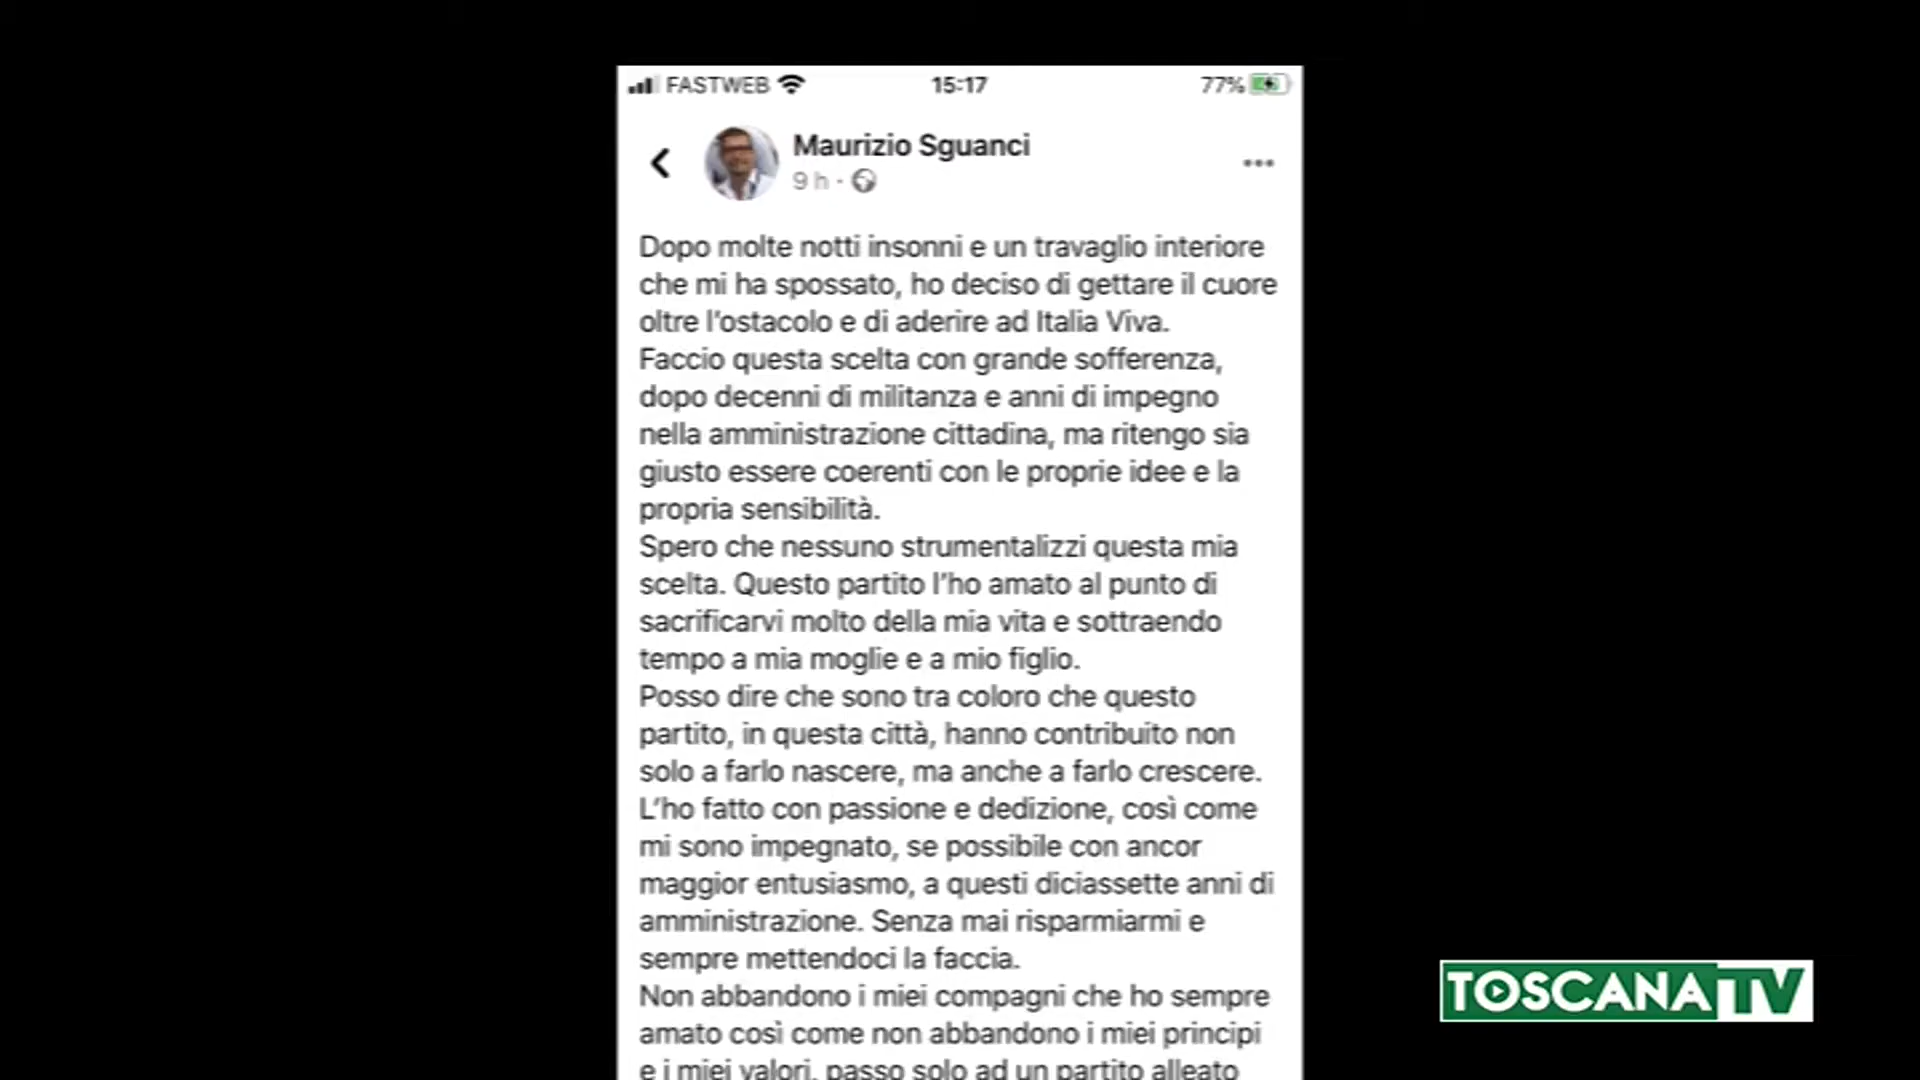 FASTWEB 15:17 77%
Maurizio Sguanci
9 h ·
Dopo molte notti insonni e un travaglio interiore
che mi ha spossato, ho deciso di gettare il cuore
oltre l'ostacolo e di aderire ad Italia Viva.
Faccio questa scelta con grande sofferenza,
dopo decenni di militanza e anni di impegno
nella amministrazione cittadina, ma ritengo sia
giusto essere coerenti con le proprie idee e la
propria sensibilità.
Spero che nessuno strumentalizzi questa mia
scelta. Questo partito l'ho amato al punto di
sacrificarvi molto della mia vita e sottraendo
tempo a mia moglie e a mio figlio.
Posso dire che sono tra coloro che questo
partito, in questa città, hanno contribuito non
solo a farlo nascere, ma anche a farlo crescere.
L'ho fatto con passione e dedizione, così come
mi sono impegnato, se possibile con ancor
maggior entusiasmo, a questi diciassette anni di
amministrazione. Senza mai risparmiarmi e
sempre mettendoci la faccia.
Non abbandono i miei compagni che ho sempre
amato così come non abbandono i miei principi
e i miei valori, passo solo ad un partito alleato
TOSCANA TV